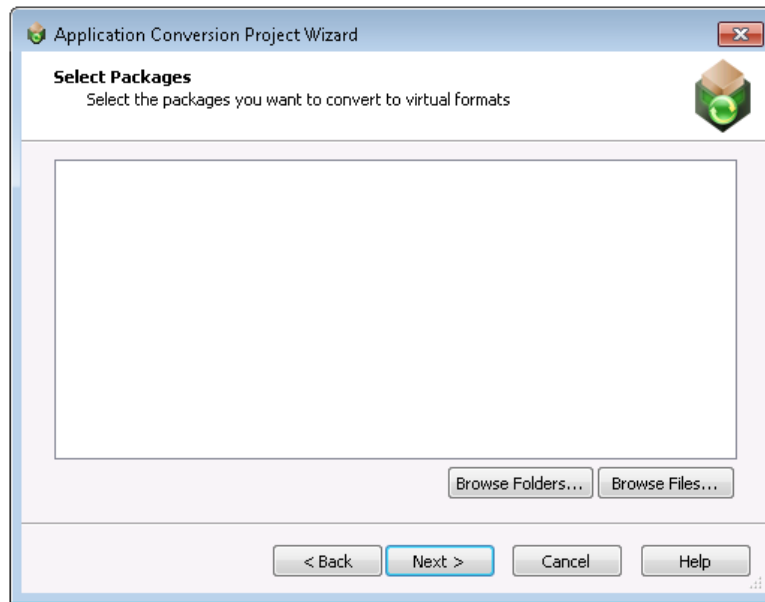 Application Conversion Project Wizard
Select Packages
Select the packages you want to convert to virtual formats
Browse Folders... Browse Files...
< Back Next > Cancel Help